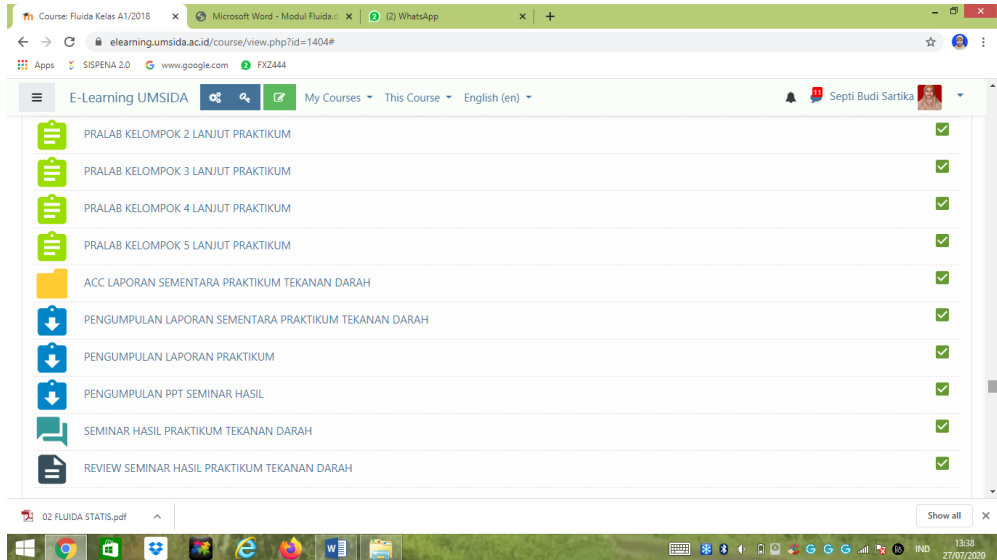 Course: Fluida Kelas A1/2018
Microsoft Word - Modul Fluida.d
(2) WhatsApp
elearning.umsida.ac.id/course/view.php?id=1404#
Apps SISPENA 2.0 www.google.com FXZ444
E-Learning UMSIDA My Courses This Course English (en) 11 Septi Budi Sartika
PRALAB KELOMPOK 2 LANJUT PRAKTIKUM
PRALAB KELOMPOK 3 LANJUT PRAKTIKUM
PRALAB KELOMPOK 4 LANJUT PRAKTIKUM
PRALAB KELOMPOK 5 LANJUT PRAKTIKUM
ACC LAPORAN SEMENTARA PRAKTIKUM TEKANAN DARAH
PENGUMPULAN LAPORAN SEMENTARA PRAKTIKUM TEKANAN DARAH
PENGUMPULAN LAPORAN PRAKTIKUM
PENGUMPULAN PPT SEMINAR HASIL
SEMINAR HASIL PRAKTIKUM TEKANAN DARAH
REVIEW SEMINAR HASIL PRAKTIKUM TEKANAN DARAH
02 FLUIDA STATIS.pdf Show all
IND 13:38
27/07/2020